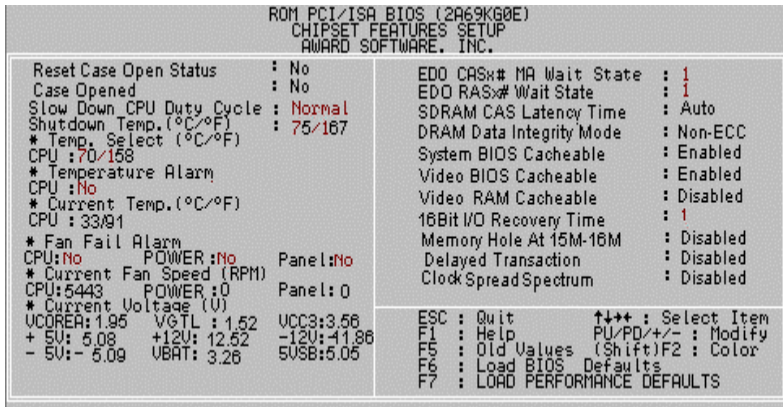 ROM PCI/ISA BIOS (2A69KG0E)
CHIPSET FEATURES SETUP
AWARD SOFTWARE. INC.
Reset Case Open Status : No
Case Opened : No
Slow Down CPU Duty Cycle : Normal
Shutdown Temp.(°C/°F) : 75/167
* Temp. Select (°C/°F)
CPU :70/158
* Temperature Alarm
CPU :No
* Current Temp.(°C/°F)
CPU : 33/91
* Fan Fail Alarm
CPU:No POWER :No Panel:No
* Current Fan Speed (RPM)
CPU:5443 POWER :0 Panel: 0
* Current Voltage (V)
VCOREA: 1.95 VGTL : 1.52 VCC3:3.56
+ 5V: 5.08 +12V: 12.52 -12V:-11.86
- 5V:- 5.09 VBAT: 3.26 5VSB:5.05
EDO CASx# MA Wait State : 1
EDO RASx# Wait State : 1
SDRAM CAS Latency Time : Auto
DRAM Data Integrity Mode : Non-ECC
System BIOS Cacheable : Enabled
Video BIOS Cacheable : Enabled
Video RAM Cacheable : Disabled
16Bit I/O Recovery Time : 1
Memory Hole At 15M-16M : Disabled
Delayed Transaction : Disabled
Clock Spread Spectrum : Disabled
ESC : Quit ↑↓→← : Select Item
F1 : Help PU/PD/+/- : Modify
F5 : Old Values (Shift)F2 : Color
F6 : Load BIOS Defaults
F7 : LOAD PERFORMANCE DEFAULTS